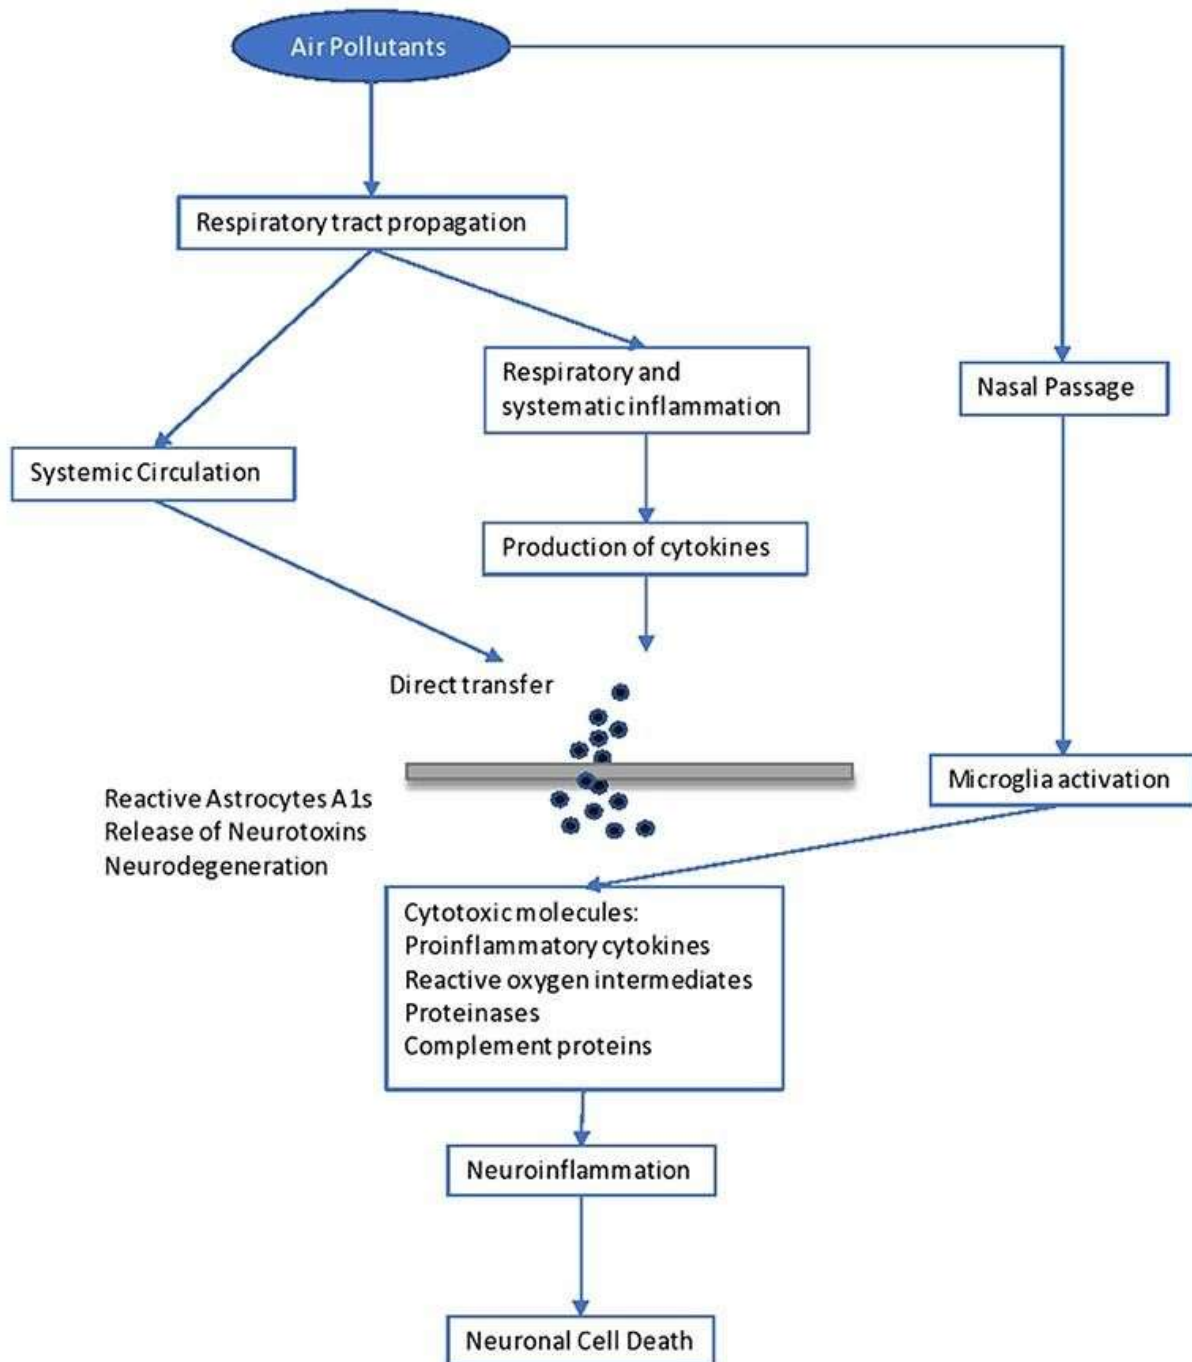 Air Pollutants
Respiratory tract propagation
Respiratory and
systematic inflammation
Nasal Passage
Systemic Circulation
Production of cytokines
Direct transfer
Microglia activation
Reactive Astrocytes A1s
Release of Neurotoxins
Neurodegeneration
Cytotoxic molecules:
Proinflammatory cytokines
Reactive oxygen intermediates
Proteinases
Complement proteins
Neuroinflammation
Neuronal Cell Death